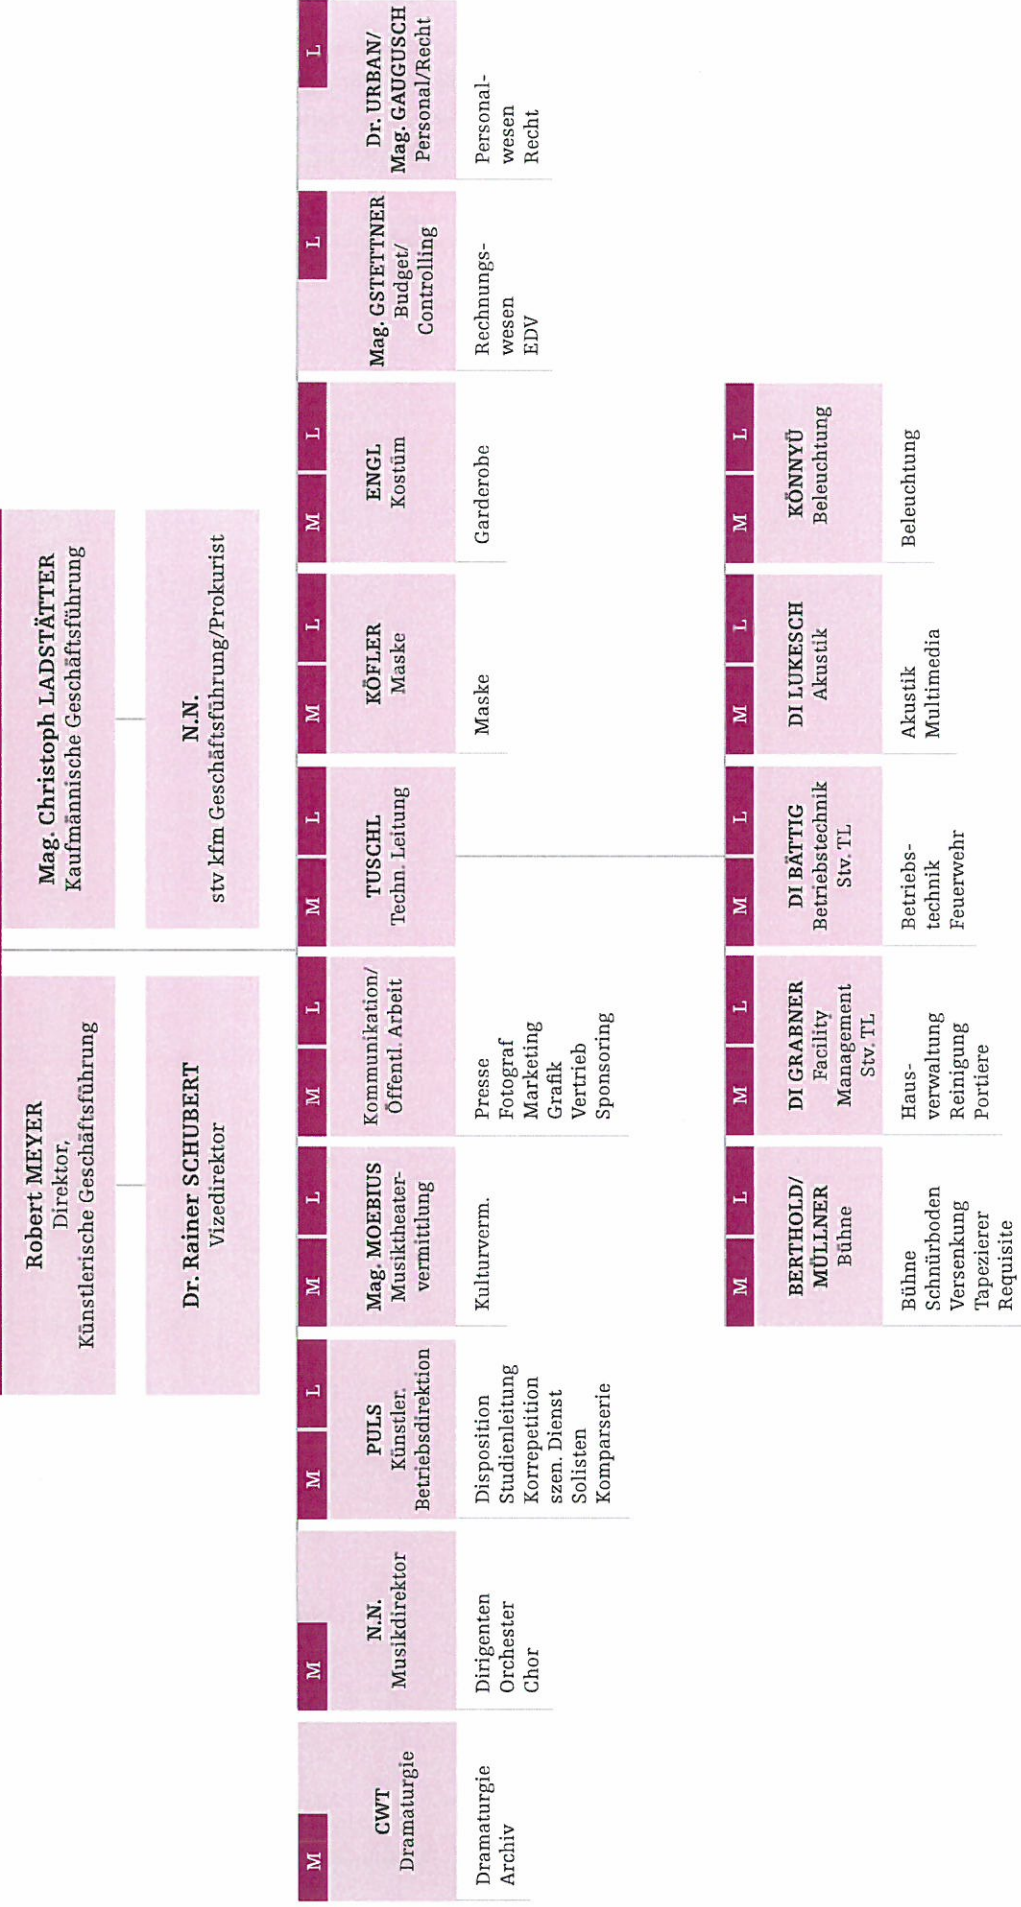 Robert MEYER
Direktor,
Künstlerische Geschäftsführung
Mag. Christoph LADSTÄTTER
Kaufmännische Geschäftsführung
Dr. Rainer SCHUBERT
Vizedirektor
N.N.
stv kfm Geschäftsführung/Prokurist
M
CWT
Dramaturgie
Dramaturgie
Archiv
M
N.N.
Musikdirektor
Dirigenten
Orchester
Chor
M L
PULS
Künstler.
Betriebsdirektion
Disposition
Studienleitung
Korrepetition
szen. Dienst
Solisten
Komparserie
M L
Mag. MOEBIUS
Musiktheater-
vermittlung
Kulturverm.
M L
Kommunikation/
Öffentl. Arbeit
Presse
Fotograf
Marketing
Grafik
Vertrieb
Sponsoring
M L
TUSCHL
Techn. Leitung
M L
KÖFLER
Maske
Maske
M L
ENGL
Kostüm
Garderobe
L
Mag. GSTETTNER
Budget/
Controlling
Rechnungs-
wesen
EDV
L
Dr. URBAN/
Mag. GAUGUSCH
Personal/Recht
Personal-
wesen
Recht
M L
BERTHOLD/
MÜLLNER
Bühne
Bühne
Schnürboden
Versenkung
Tapezierer
Requisite
M L
DI GRABNER
Facility
Management
Stv. TL
Haus-
verwaltung
Reinigung
Portiere
M L
DI BÄTTIG
Betriebstechnik
Stv. TL
Betriebs-
technik
Feuerwehr
M L
DI LUKESCH
Akustik
Akustik
Multimedia
M L
KÖNNYÜ
Beleuchtung
Beleuchtung